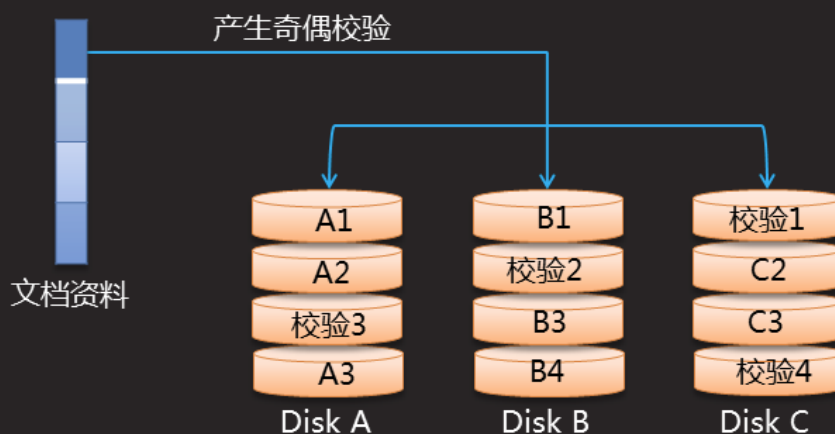 产生奇偶校验
文档资料
A1
B1
校验1
A2
校验2
C2
校验3
B3
C3
A3
B4
校验4
Disk A
Disk B
Disk C